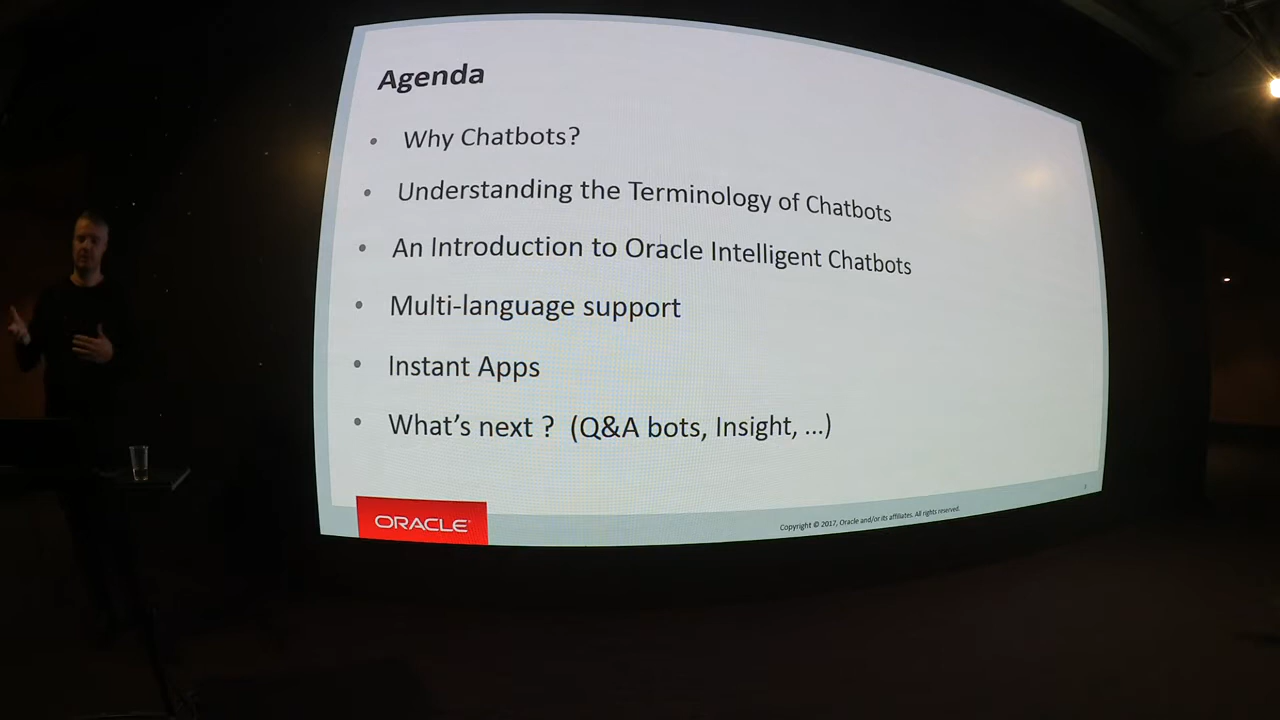 Agenda
• Why Chatbots?
• Understanding the Terminology of Chatbots
• An Introduction to Oracle Intelligent Chatbots
• Multi-language support
• Instant Apps
• What's next ? (Q&A bots, Insight, ...)
ORACLE
Copyright © 2017, Oracle and/or its affiliates. All rights reserved.